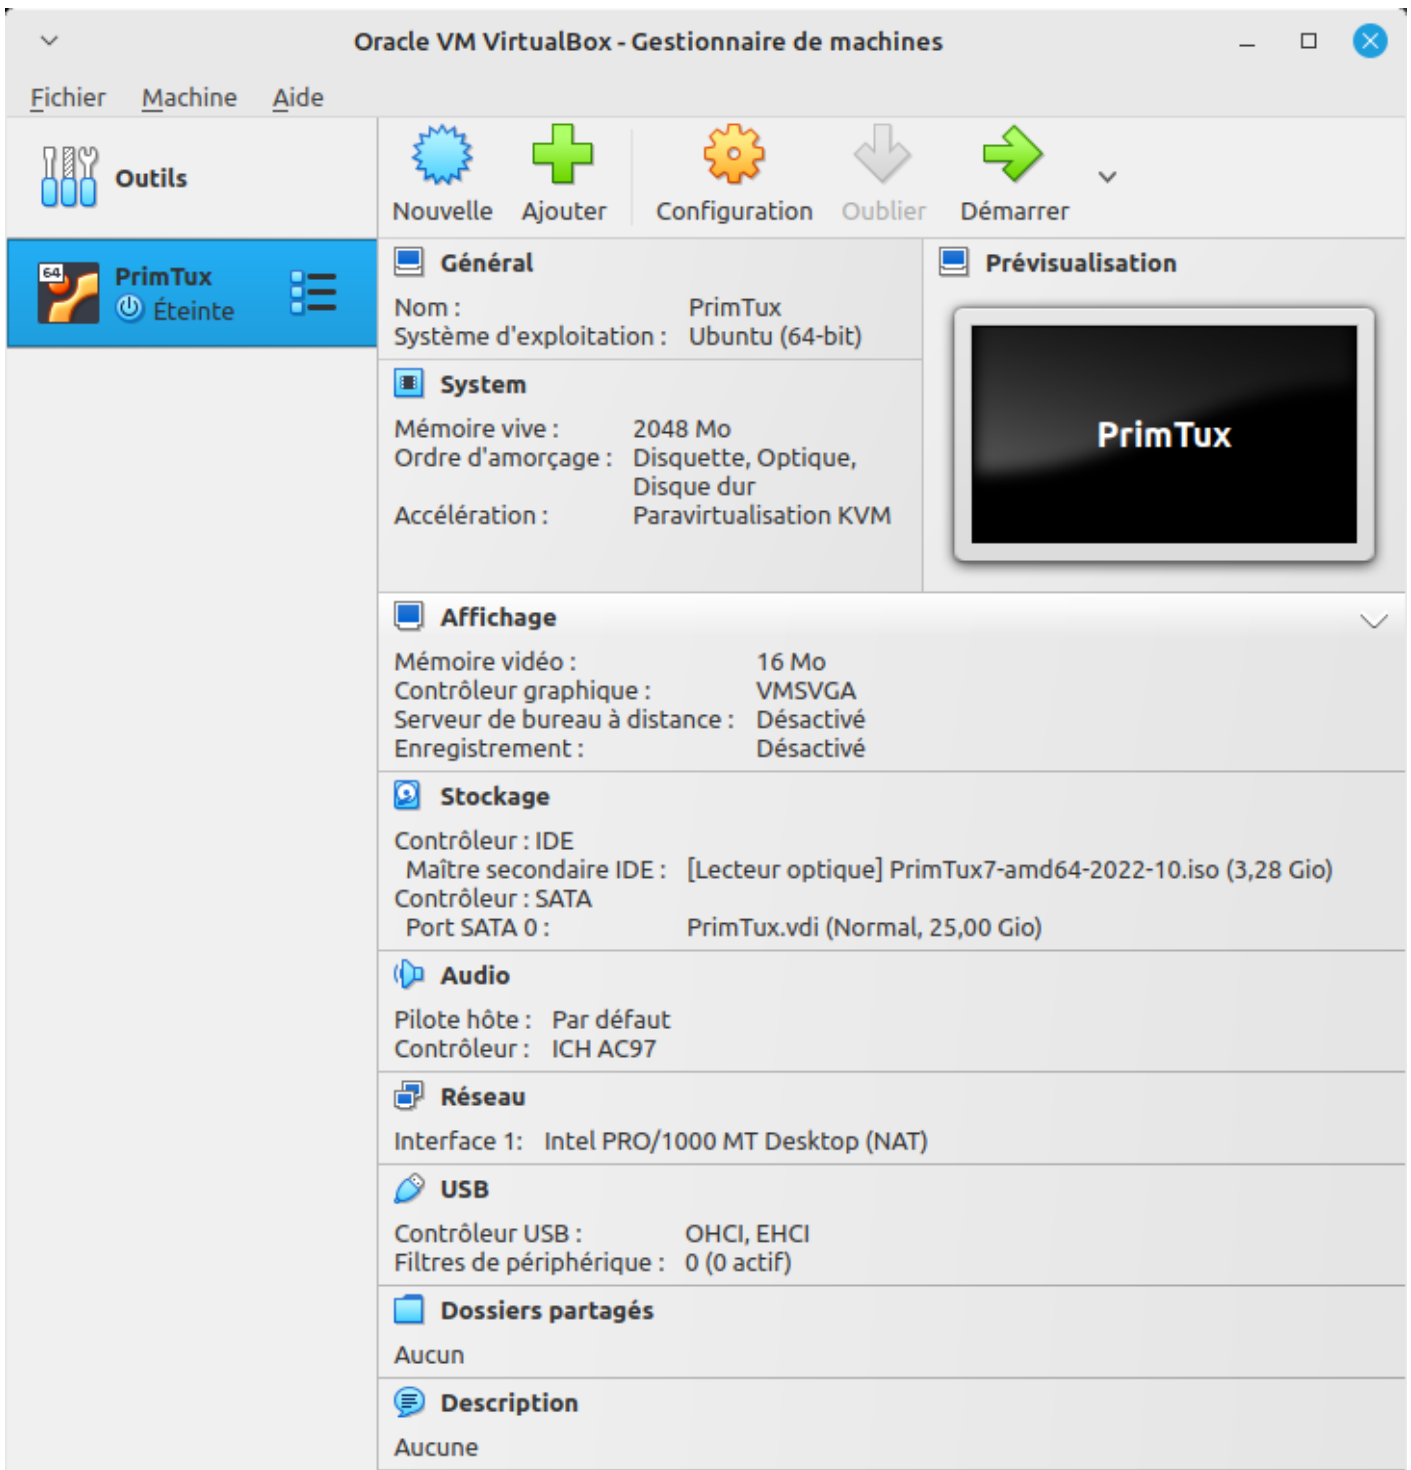 Oracle VM VirtualBox - Gestionnaire de machines
Fichier Machine Aide
Outils
Nouvelle Ajouter Configuration Oublier Démarrer
64
PrimTux
Éteinte
Général
Nom : PrimTux
Système d'exploitation : Ubuntu (64-bit)
Prévisualisation
PrimTux
System
Mémoire vive : 2048 Mo
Ordre d'amorçage : Disquette, Optique,
Disque dur
Accélération : Paravirtualisation KVM
Affichage
Mémoire vidéo : 16 Mo
Contrôleur graphique : VMSVGA
Serveur de bureau à distance : Désactivé
Enregistrement : Désactivé
Stockage
Contrôleur : IDE
Maître secondaire IDE : [Lecteur optique] PrimTux7-amd64-2022-10.iso (3,28 Gio)
Contrôleur : SATA
Port SATA 0 : PrimTux.vdi (Normal, 25,00 Gio)
Audio
Pilote hôte : Par défaut
Contrôleur : ICH AC97
Réseau
Interface 1: Intel PRO/1000 MT Desktop (NAT)
USB
Contrôleur USB : OHCI, EHCI
Filtres de périphérique : 0 (0 actif)
Dossiers partagés
Aucun
Description
Aucune